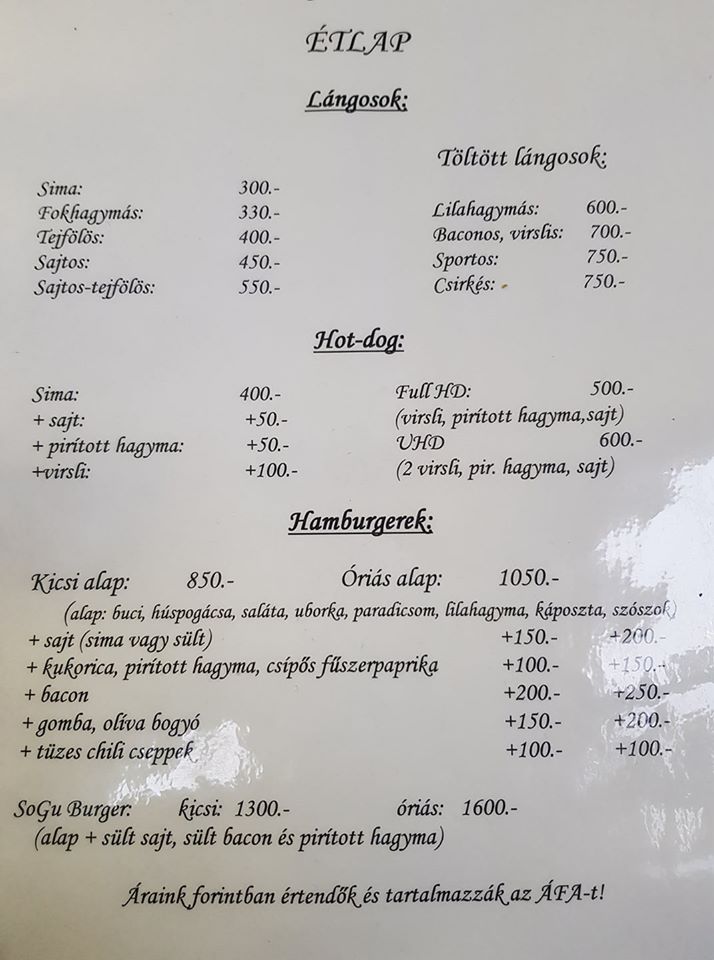 ÉTLAP
Lángosok:
Töltött lángosok:
Sima: 300.-
Fokhagymás: 330.-
Tejfölös: 400.-
Sajtos: 450.-
Sajtos-tejfölös: 550.-
Lilahagymás: 600.-
Baconos, virslis: 700.-
Sportos: 750.-
Csirkés: 750.-
Hot-dog:
Sima: 400.-
+ sajt: +50.-
+ pirított hagyma: +50.-
+virsli: +100.-
Full HD: 500.-
(virsli, pirított hagyma,sajt)
UHD 600.-
(2 virsli, pir. hagyma, sajt)
Hamburgerek:
Kicsi alap: 850.- Óriás alap: 1050.-
(alap: buci, húspogácsa, saláta, uborka, paradicsom, lilahagyma, káposzta, szószok)
+ sajt (sima vagy sült) +150.- +200.-
+ kukorica, pirított hagyma, csípős fűszerpaprika +100.- +150.-
+ bacon +200.- +250.-
+ gomba, olíva bogyó +150.- +200.-
+ tüzes chili cseppek +100.- +100.-
SoGu Burger: kicsi: 1300.- óriás: 1600.-
(alap + sült sajt, sült bacon és pirított hagyma)
Áraink forintban értendők és tartalmazzák az ÁFA-t!